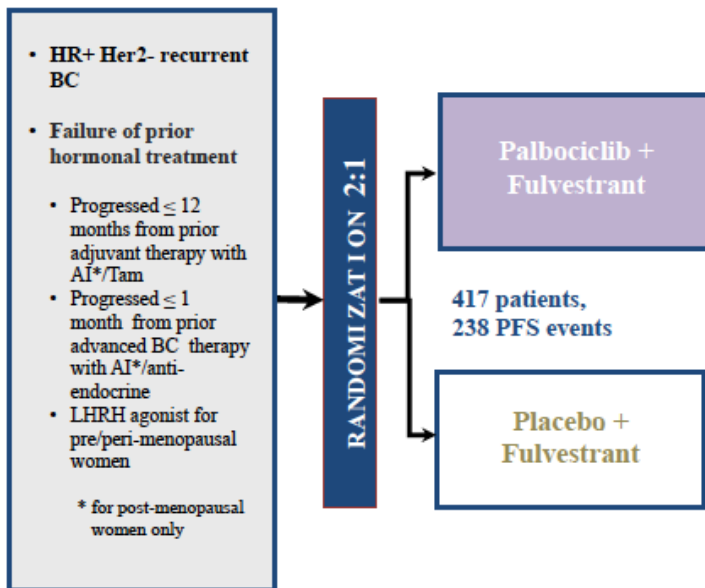 • HR+ Her2- recurrent
BC
• Failure of prior
hormonal treatment
• Progressed ≤ 12
months from prior
adjuvant therapy with
AI*/Tam
• Progressed ≤ 1
month from prior
advanced BC therapy
with AI*/anti-
endocrine
• LHRH agonist for
pre/peri-menopausal
women
* for post-menopausal
women only
RANDOMIZATION 2:1
Palbociclib +
Fulvestrant
417 patients,
238 PFS events
Placebo +
Fulvestrant